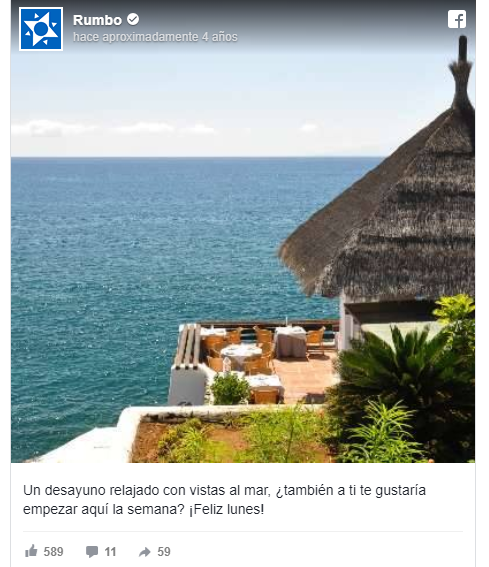 Rumbo
hace aproximadamente 4 años
Un desayuno relajado con vistas al mar, ¿también a ti te gustaría
empezar aquí la semana? ¡Feliz lunes!
589 11 59